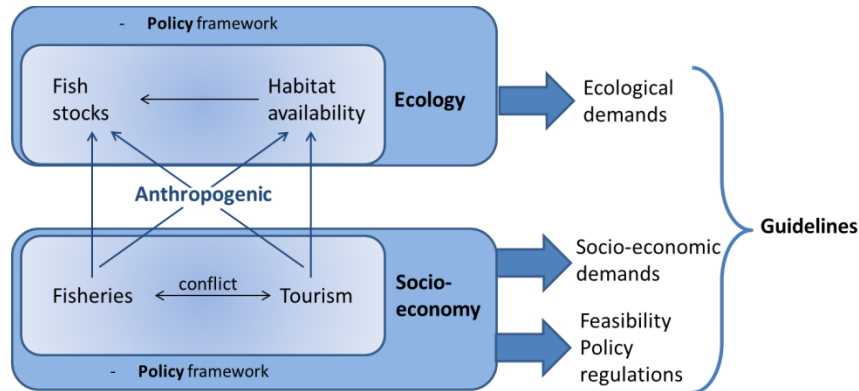 - Policy framework
Fish
stocks
Habitat
availability
Ecology
Ecological
demands
Anthropogenic
Guidelines
Fisheries
conflict
Tourism
Socio-
economy
Socio-economic
demands
Feasibility
Policy
regulations
- Policy framework